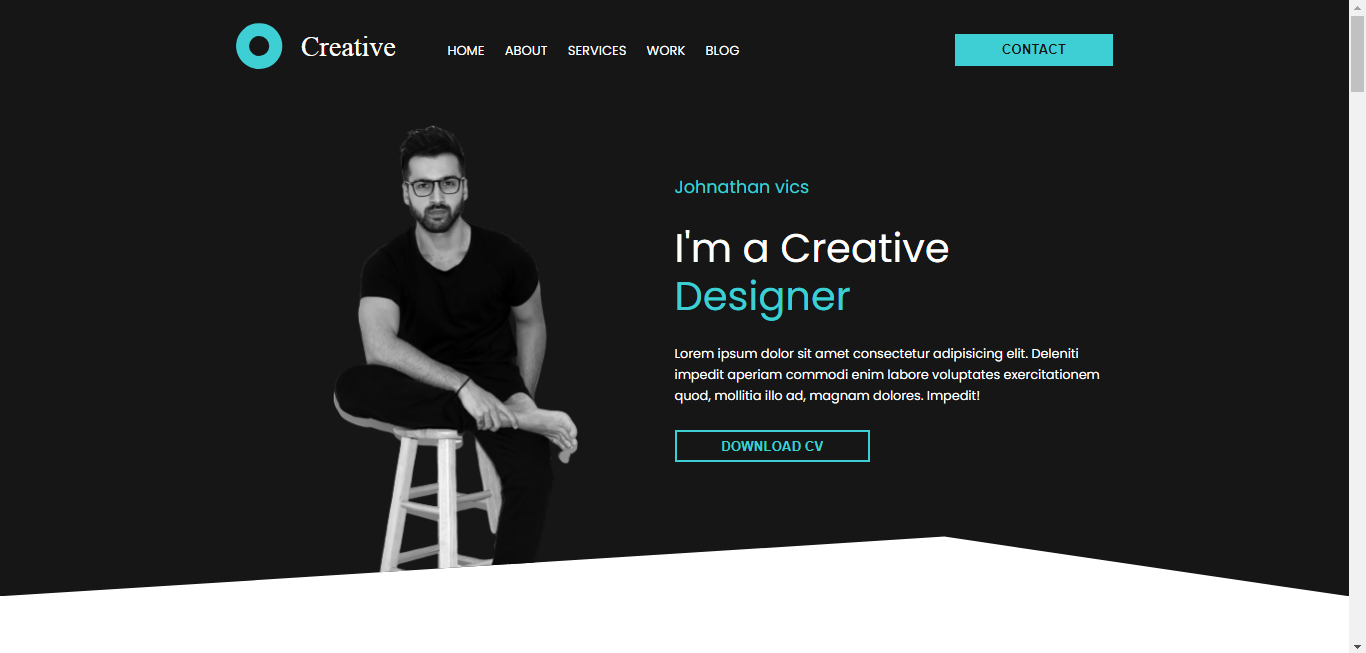 Creative
HOME ABOUT SERVICES WORK BLOG
CONTACT
Johnathan vics
I'm a Creative
Designer
Lorem ipsum dolor sit amet consectetur adipisicing elit. Deleniti
impedit aperiam commodi enim labore voluptates exercitationem
quod, mollitia illo ad, magnam dolores. Impedit!
DOWNLOAD CV